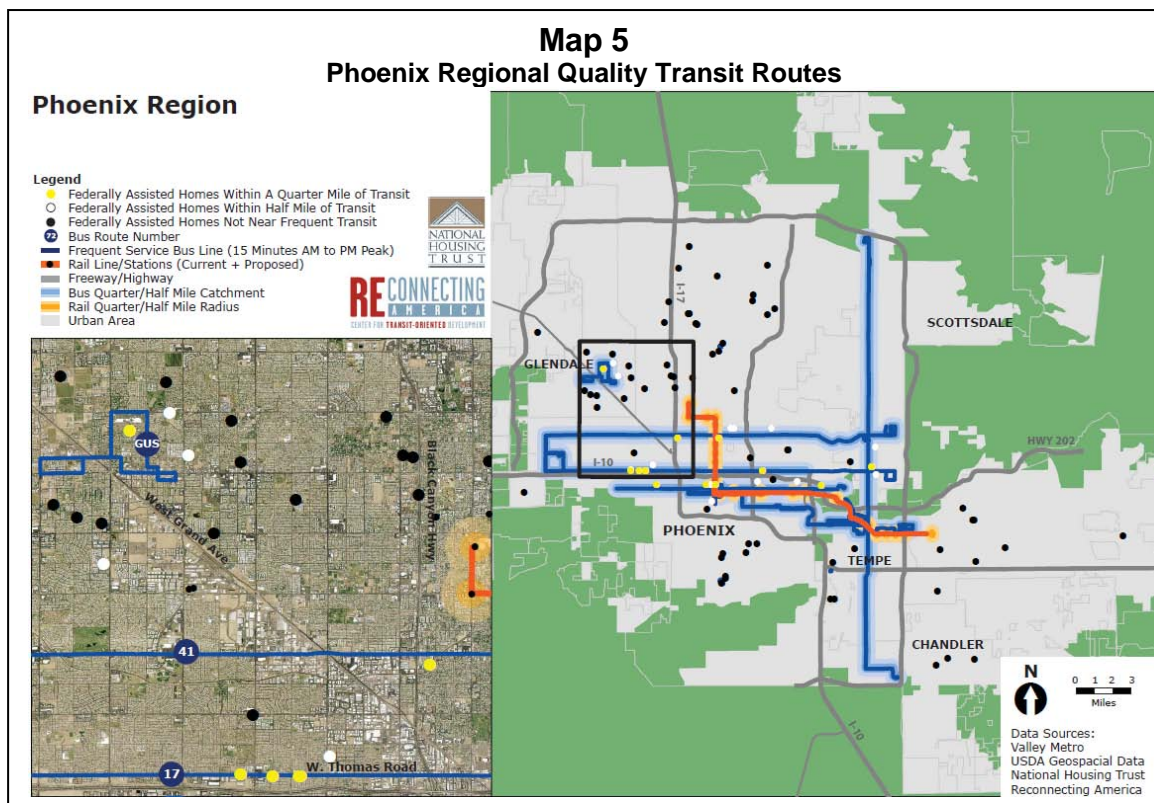 Map 5
Phoenix Regional Quality Transit Routes
Phoenix Region
Legend
Federally Assisted Homes Within A Quarter Mile of Transit
Federally Assisted Homes Within Half Mile of Transit
Federally Assisted Homes Not Near Frequent Transit
72 Bus Route Number
Frequent Service Bus Line (15 Minutes AM to PM Peak)
Rail Line/Stations (Current + Proposed)
Freeway/Highway
Bus Quarter/Half Mile Catchment
Rail Quarter/Half Mile Radius
Urban Area
NATIONAL
HOUSING
TRUST
RECONNECTING
AMERICA
CENTER FOR TRANSIT-ORIENTED DEVELOPMENT
GUS
West Grand Ave
Black Canyon Hwy
41
17
W. Thomas Road
I-17
SCOTTSDALE
GLENDALE
HWY 202
I-10
PHOENIX
TEMPE
CHANDLER
I-10
N
0 1 2 3
Miles
Data Sources:
Valley Metro
USDA Geospacial Data
National Housing Trust
Reconnecting America